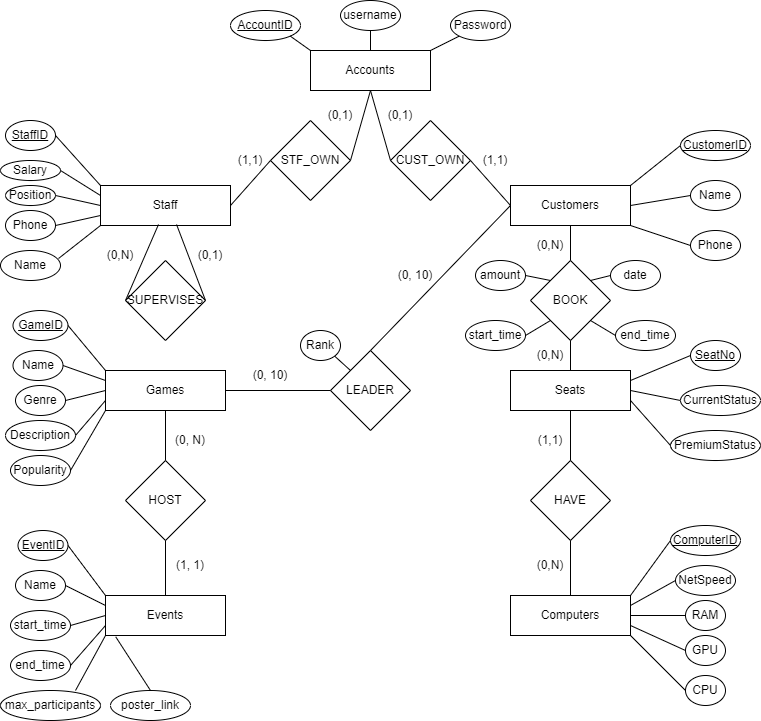 username
AccountID
Password
Accounts
(0,1)
(0,1)
StaffID
STF_OWN
CUST_OWN
CustomerID
(1,1)
(1,1)
Salary
Position
Staff
Customers
Name
Phone
Name
(0,N)
(0,1)
(0,N)
Phone
(0, 10)
amount
date
SUPERVISES
BOOK
GameID
start_time
end_time
Rank
(0,N)
SeatNo
Name
(0, 10)
Games
LEADER
Seats
Genre
CurrentStatus
Description
(0, N)
(1,1)
PremiumStatus
Popularity
HOST
HAVE
EventID
ComputerID
(1, 1)
(0,N)
Name
NetSpeed
start_time
Events
Computers
RAM
end_time
GPU
max_participants
poster_link
CPU